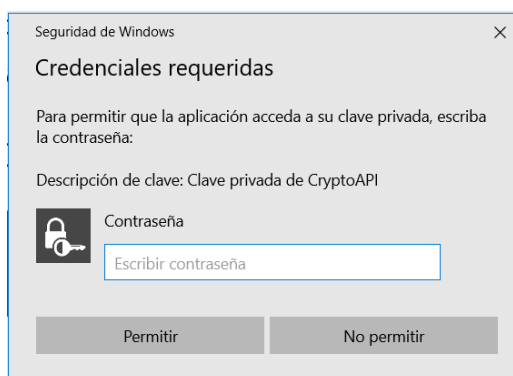 Seguridad de Windows
Credenciales requeridas
Para permitir que la aplicación acceda a su clave privada, escriba
la contraseña:
Descripción de clave: Clave privada de CryptoAPI
Contraseña
Escribir contraseña
Permitir No permitir